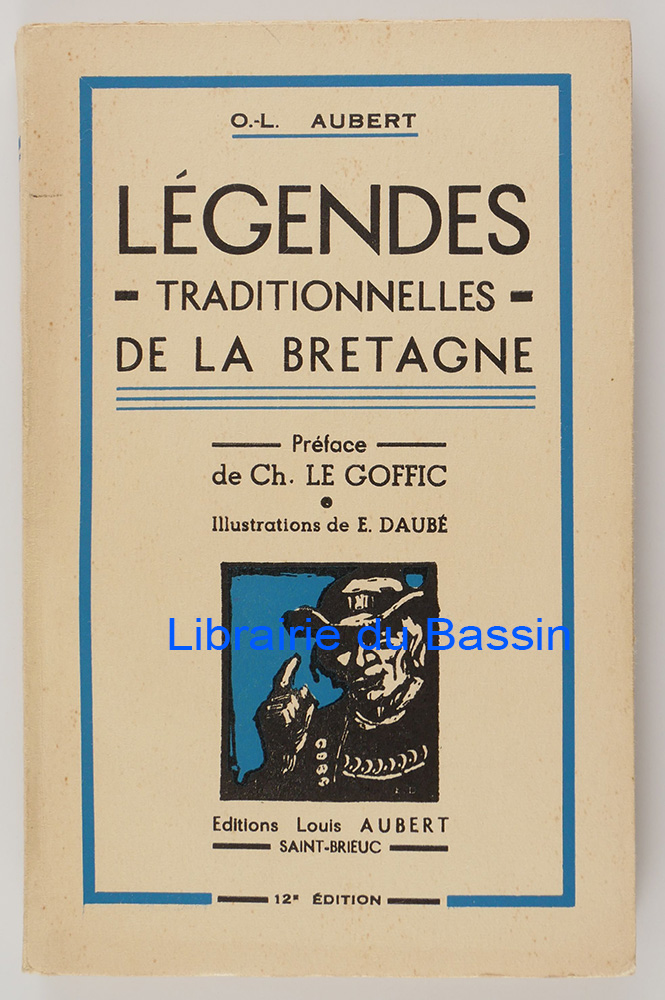 O.-L. AUBERT
LÉGENDES
- TRADITIONNELLES -
DE LA BRETAGNE
Préface
de Ch. LE GOFFIC
Illustrations de E. DAUBÉ
Librairie du Bassin
Editions Louis AUBERT
SAINT-BRIEUC
12e ÉDITION